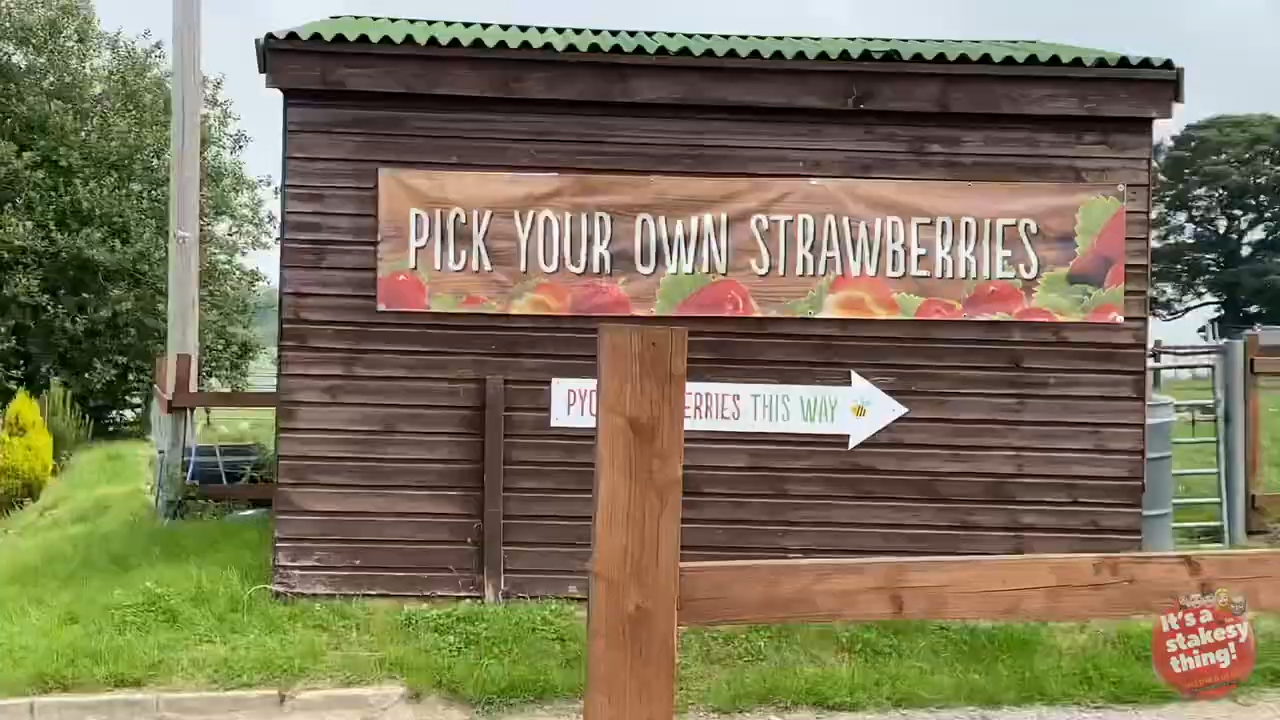 PICK YOUR OWN STRAWBERRIES
PYO ERRIES THIS WAY
It's a
stakesy
thing!